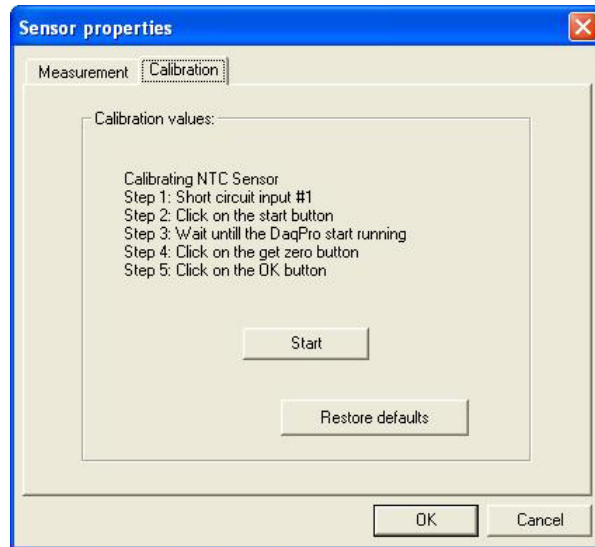 Sensor properties
Measurement
Calibration
Calibration values:
Calibrating NTC Sensor
Step 1: Short circuit input #1
Step 2: Click on the start button
Step 3: Wait untill the DaqPro start running
Step 4: Click on the get zero button
Step 5: Click on the OK button
Start
Restore defaults
OK
Cancel